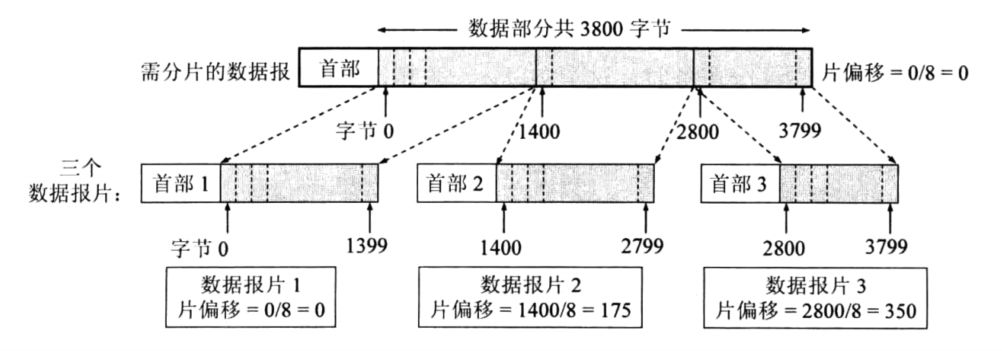 数据部分共 3800 字节
需分片的数据报 首部 片偏移 = 0/8 = 0
字节 0 1400 2800 3799
三个
数据报片： 首部 1 首部 2 首部 3
字节 0 1399 1400 2799 2800 3799
数据报片 1 数据报片 2 数据报片 3
片偏移 = 0/8 = 0 片偏移 = 1400/8 = 175 片偏移 = 2800/8 = 350